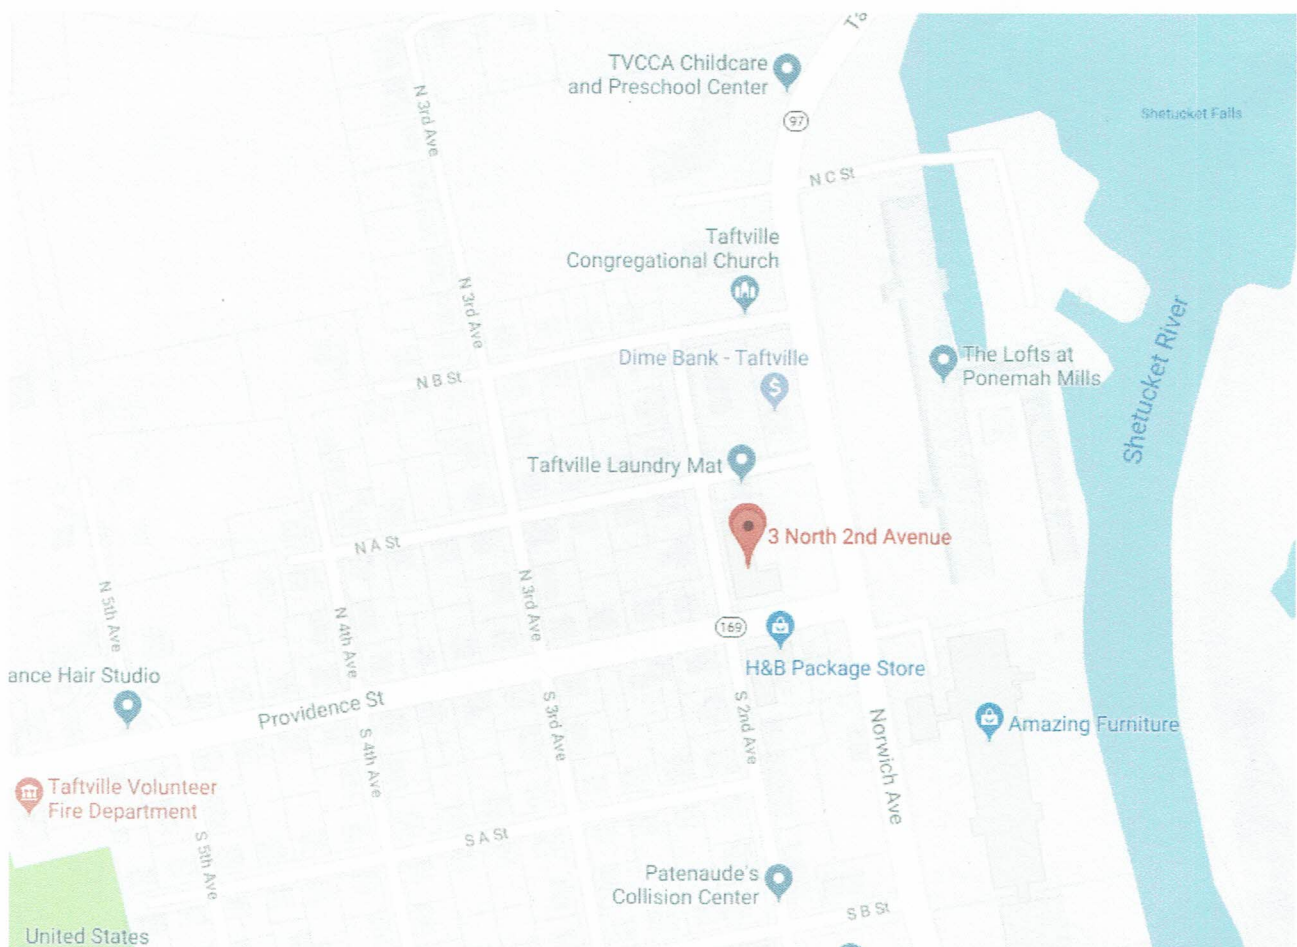 TVCCA Childcare
and Preschool Center
97
Shetucket Falls
N 3rd Ave
N C St
Taftville
Congregational Church
N 3rd Ave
Dime Bank - Taftville
The Lofts at
Ponemah Mills
Shetucket River
N B St
Taftville Laundry Mat
3 North 2nd Avenue
N A St
N 5th Ave
N 4th Ave
N 3rd Ave
169
H&B Package Store
ance Hair Studio
Providence St
S 3rd Ave
S 2nd Ave
Norwich Ave
Amazing Furniture
S 4th Ave
Taftville Volunteer
Fire Department
S 5th Ave
S A St
Patenaude's
Collision Center
S B St
United States